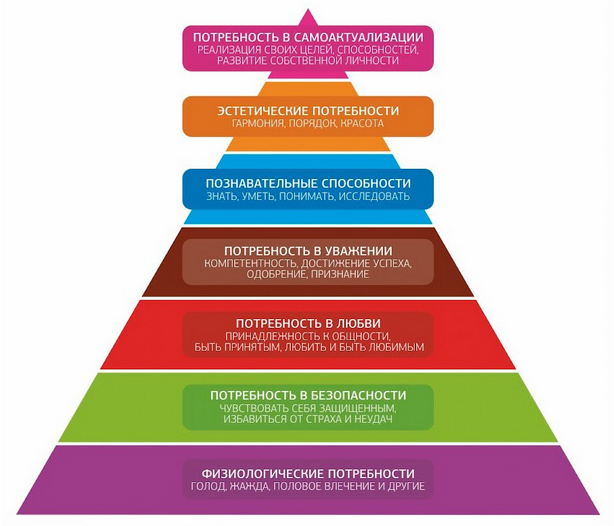 ПОТРЕБНОСТЬ В САМОАКТУАЛИЗАЦИИ
РЕАЛИЗАЦИЯ СВОИХ ЦЕЛЕЙ, СПОСОБНОСТЕЙ,
РАЗВИТИЕ СОБСТВЕННОЙ ЛИЧНОСТИ
ЭСТЕТИЧЕСКИЕ ПОТРЕБНОСТИ
ГАРМОНИЯ, ПОРЯДОК, КРАСОТА
ПОЗНАВАТЕЛЬНЫЕ СПОСОБНОСТИ
ЗНАТЬ, УМЕТЬ, ПОНИМАТЬ, ИССЛЕДОВАТЬ
ПОТРЕБНОСТЬ В УВАЖЕНИИ
КОМПЕТЕНТНОСТЬ, ДОСТИЖЕНИЕ УСПЕХА,
ОДОБРЕНИЕ, ПРИЗНАНИЕ
ПОТРЕБНОСТЬ В ЛЮБВИ
ПРИНАДЛЕЖНОСТЬ К ОБЩНОСТИ,
БЫТЬ ПРИНЯТЫМ, ЛЮБИТЬ И БЫТЬ ЛЮБИМЫМ
ПОТРЕБНОСТЬ В БЕЗОПАСНОСТИ
ЧУВСТВОВАТЬ СЕБЯ ЗАЩИЩЕННЫМ,
ИЗБАВИТЬСЯ ОТ СТРАХА И НЕУДАЧ
ФИЗИОЛОГИЧЕСКИЕ ПОТРЕБНОСТИ
ГОЛОД, ЖАЖДА, ПОЛОВОЕ ВЛЕЧЕНИЕ И ДРУГИЕ